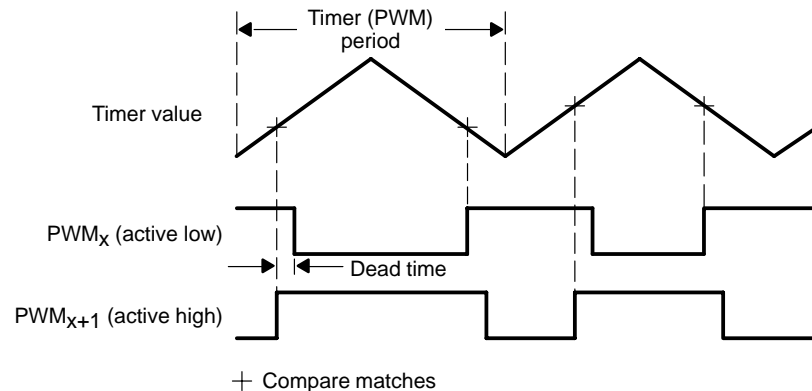 Timer (PWM)
period
Timer value
PWMx (active low)
Dead time
PWMx+1 (active high)
+ Compare matches